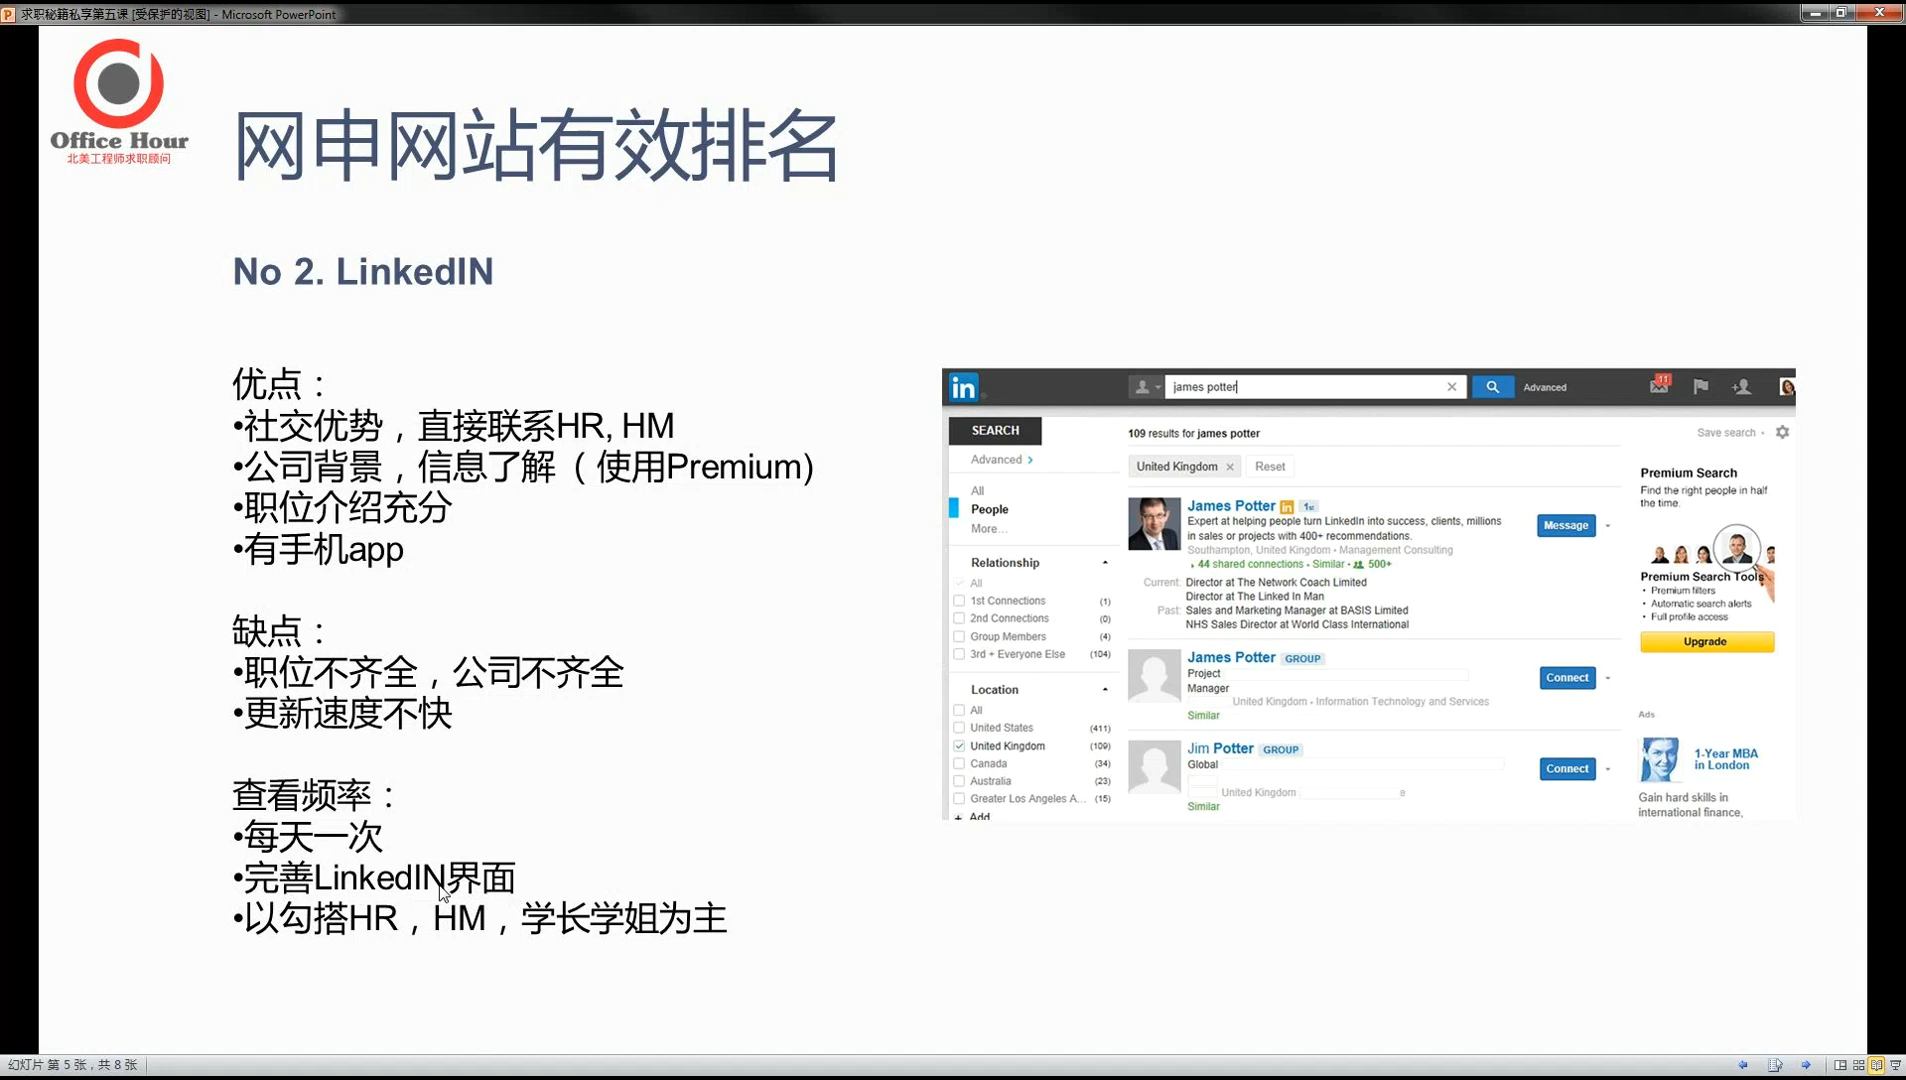 求职秘籍私享第五课 [受保护的视图] - Microsoft PowerPoint
Office Hour
北美工程师求职顾问
网申网站有效排名
No 2. LinkedIN
优点：
•社交优势，直接联系HR, HM
•公司背景，信息了解（使用Premium)
•职位介绍充分
•有手机app
缺点：
•职位不齐全，公司不齐全
•更新速度不快
查看频率：
•每天一次
•完善LinkedIN界面
•以勾搭HR，HM，学长学姐为主
in
james potter
Advanced
11
SEARCH
Advanced
All
People
More...
Relationship
All
1st Connections (1)
2nd Connections (0)
Group Members (4)
3rd + Everyone Else (104)
Location
All
United States (411)
United Kingdom (109)
Canada (34)
Australia (23)
Greater Los Angeles A... (15)
Add
109 results for james potter
Save search
United Kingdom
Reset
James Potter in 1st
Expert at helping people turn LinkedIn into success, clients, millions
in sales or projects with 400+ recommendations.
Southampton, United Kingdom • Management Consulting
44 shared connections • Similar • 500+
Message
Current: Director at The Network Coach Limited
Director at The Linked In Man
Past: Sales and Marketing Manager at BASIS Limited
NHS Sales Director at World Class International
James Potter GROUP
Project
Manager
United Kingdom • Information Technology and Services
Similar
Connect
Jim Potter GROUP
Global
United Kingdom
e
Similar
Connect
Premium Search
Find the right people in half
the time.
Premium Search Tools
• Premium filters
• Automatic search alerts
• Full profile access
Upgrade
Ads
1-Year MBA
in London
Gain hard skills in
international finance,
幻灯片 第 5 张，共 8 张